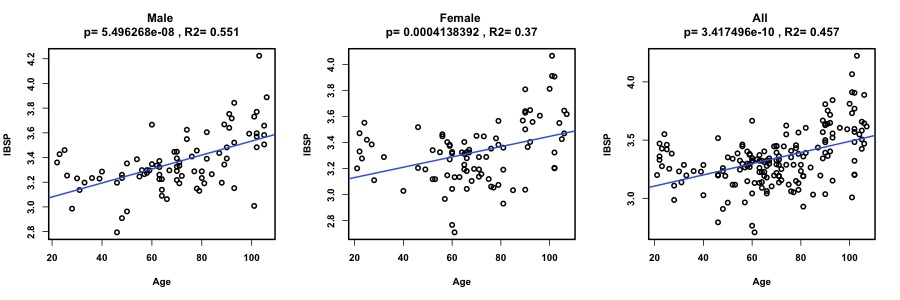 Male
p= 5.496268e-08 , R2= 0.551
IBSP
2.8 3.0 3.2 3.4 3.6 3.8 4.0 4.2
20 40 60 80 100
Age
Female
p= 0.0004138392 , R2= 0.37
IBSP
2.8 3.0 3.2 3.4 3.6 3.8 4.0
20 40 60 80 100
Age
All
p= 3.417496e-10 , R2= 0.457
IBSP
3.0 3.5 4.0
20 40 60 80 100
Age